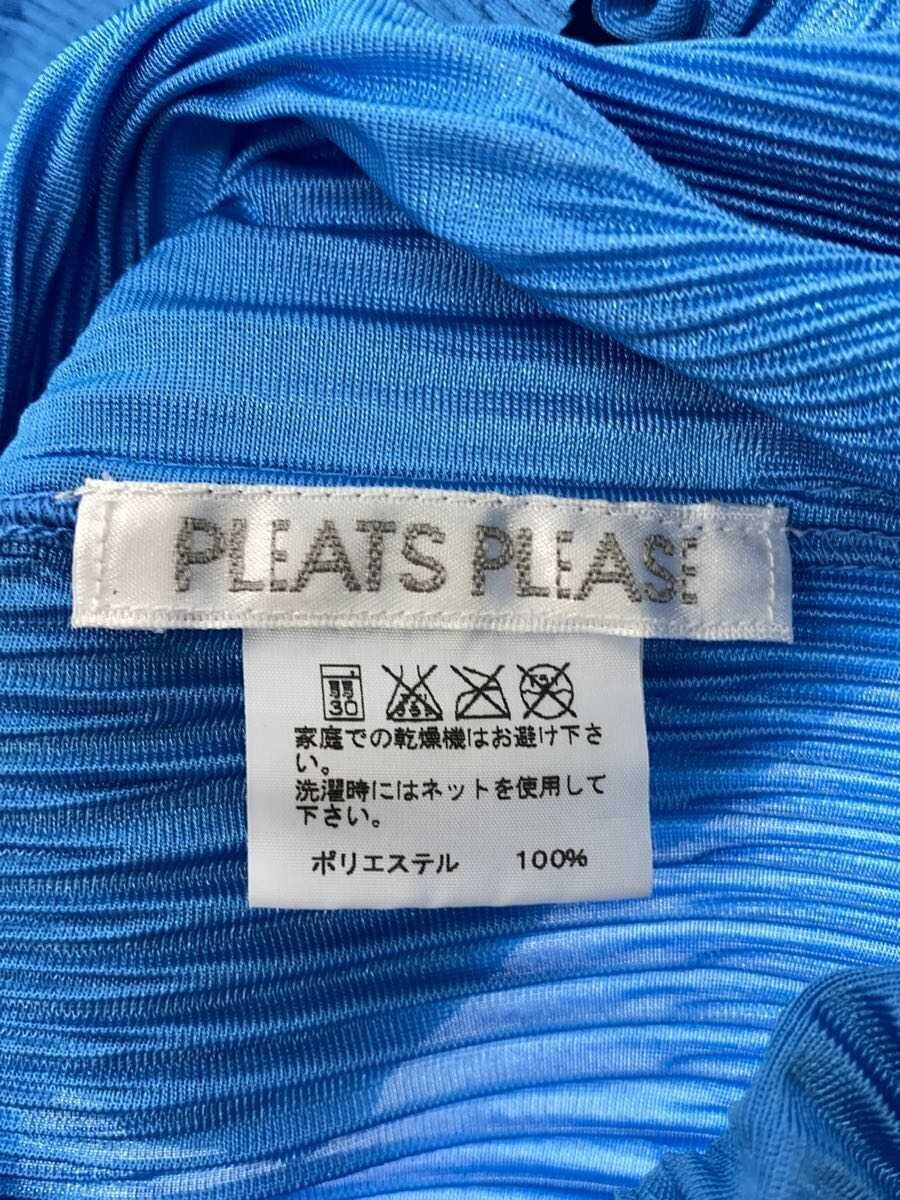 PLEATS PLEASE
弱
30
家庭での乾燥機はお避け下さ
い。
洗濯時にはネットを使用して
下さい。
ポリエステル 100%